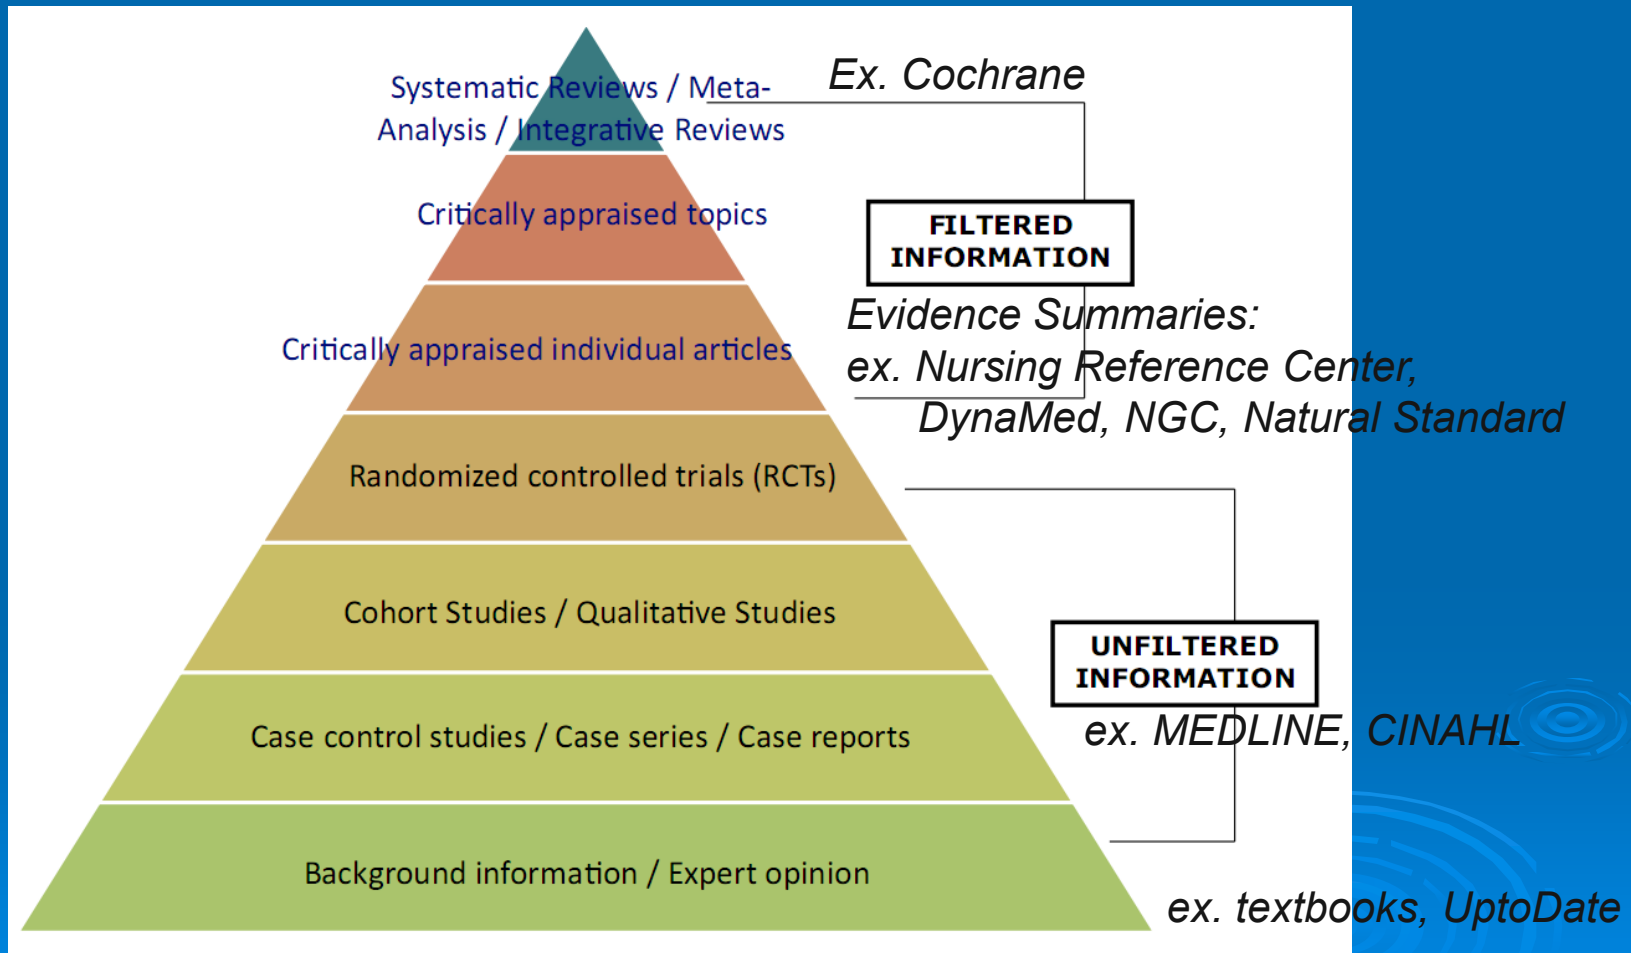 Ex. Cochrane
Systematic Reviews / Meta-
Analysis / Integrative Reviews
Critically appraised topics
FILTERED
INFORMATION
Evidence Summaries:
ex. Nursing Reference Center,
DynaMed, NGC, Natural Standard
Critically appraised individual articles
Randomized controlled trials (RCTs)
Cohort Studies / Qualitative Studies
UNFILTERED
INFORMATION
ex. MEDLINE, CINAHL
Case control studies / Case series / Case reports
Background information / Expert opinion
ex. textbooks, UptoDate